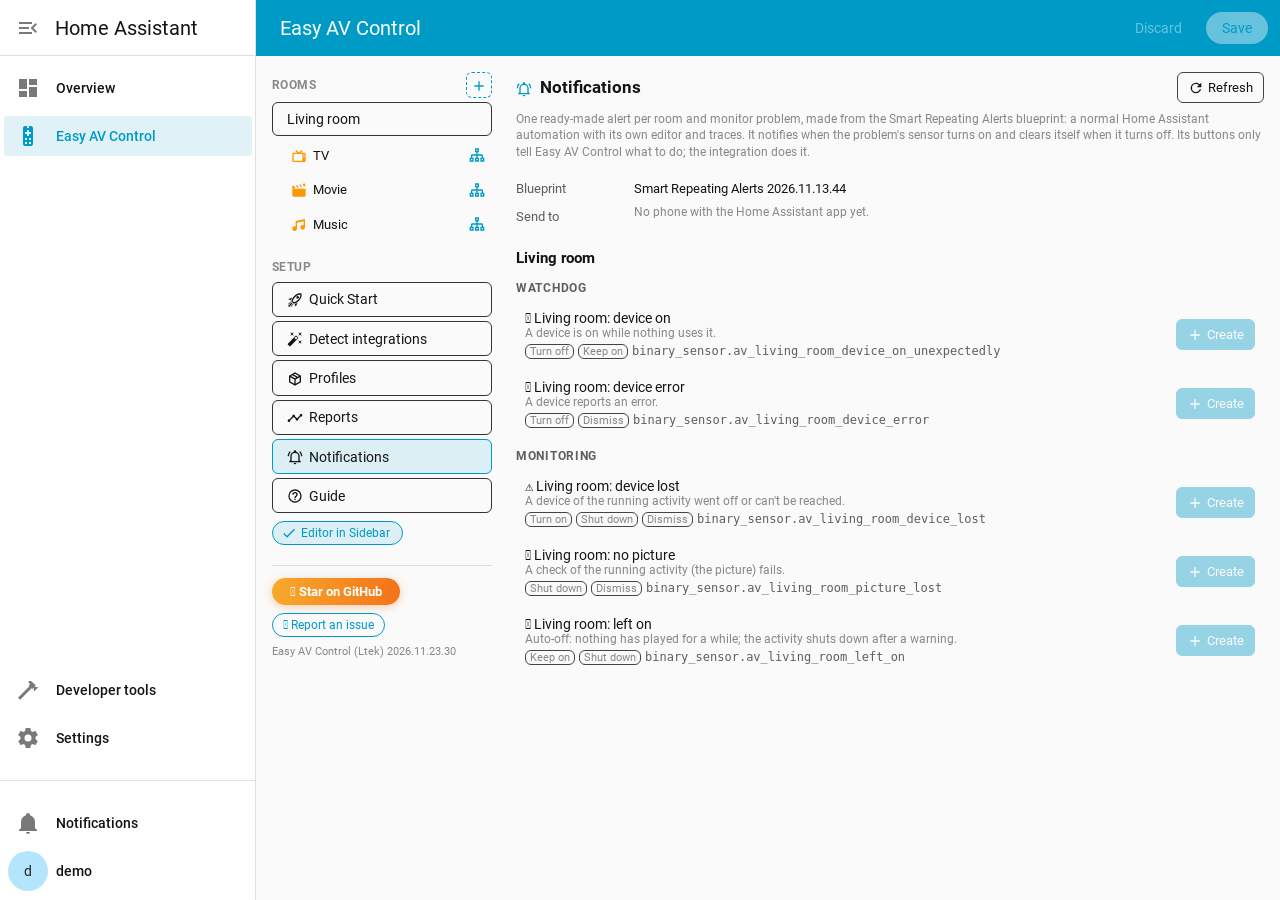 Home Assistant
Easy AV Control
Discard
Save
Overview
Easy AV Control
Developer tools
Settings
Notifications
d
demo
ROOMS
Living room
TV
Movie
Music
SETUP
Quick Start
Detect integrations
Profiles
Reports
Notifications
Guide
Editor in Sidebar
Star on GitHub
Report an issue
Easy AV Control (Ltek) 2026.11.23.30
Notifications
Refresh
One ready-made alert per room and monitor problem, made from the Smart Repeating Alerts blueprint: a normal Home Assistant
automation with its own editor and traces. It notifies when the problem's sensor turns on and clears itself when it turns off. Its buttons only
tell Easy AV Control what to do; the integration does it.
Blueprint Smart Repeating Alerts 2026.11.13.44
Send to No phone with the Home Assistant app yet.
Living room
WATCHDOG
Living room: device on
A device is on while nothing uses it.
Turn off Keep on binary_sensor.av_living_room_device_on_unexpectedly
Create
Living room: device error
A device reports an error.
Turn off Dismiss binary_sensor.av_living_room_device_error
Create
MONITORING
⚠ Living room: device lost
A device of the running activity went off or can't be reached.
Turn on Shut down Dismiss binary_sensor.av_living_room_device_lost
Create
Living room: no picture
A check of the running activity (the picture) fails.
Shut down Dismiss binary_sensor.av_living_room_picture_lost
Create
Living room: left on
Auto-off: nothing has played for a while; the activity shuts down after a warning.
Keep on Shut down binary_sensor.av_living_room_left_on
Create